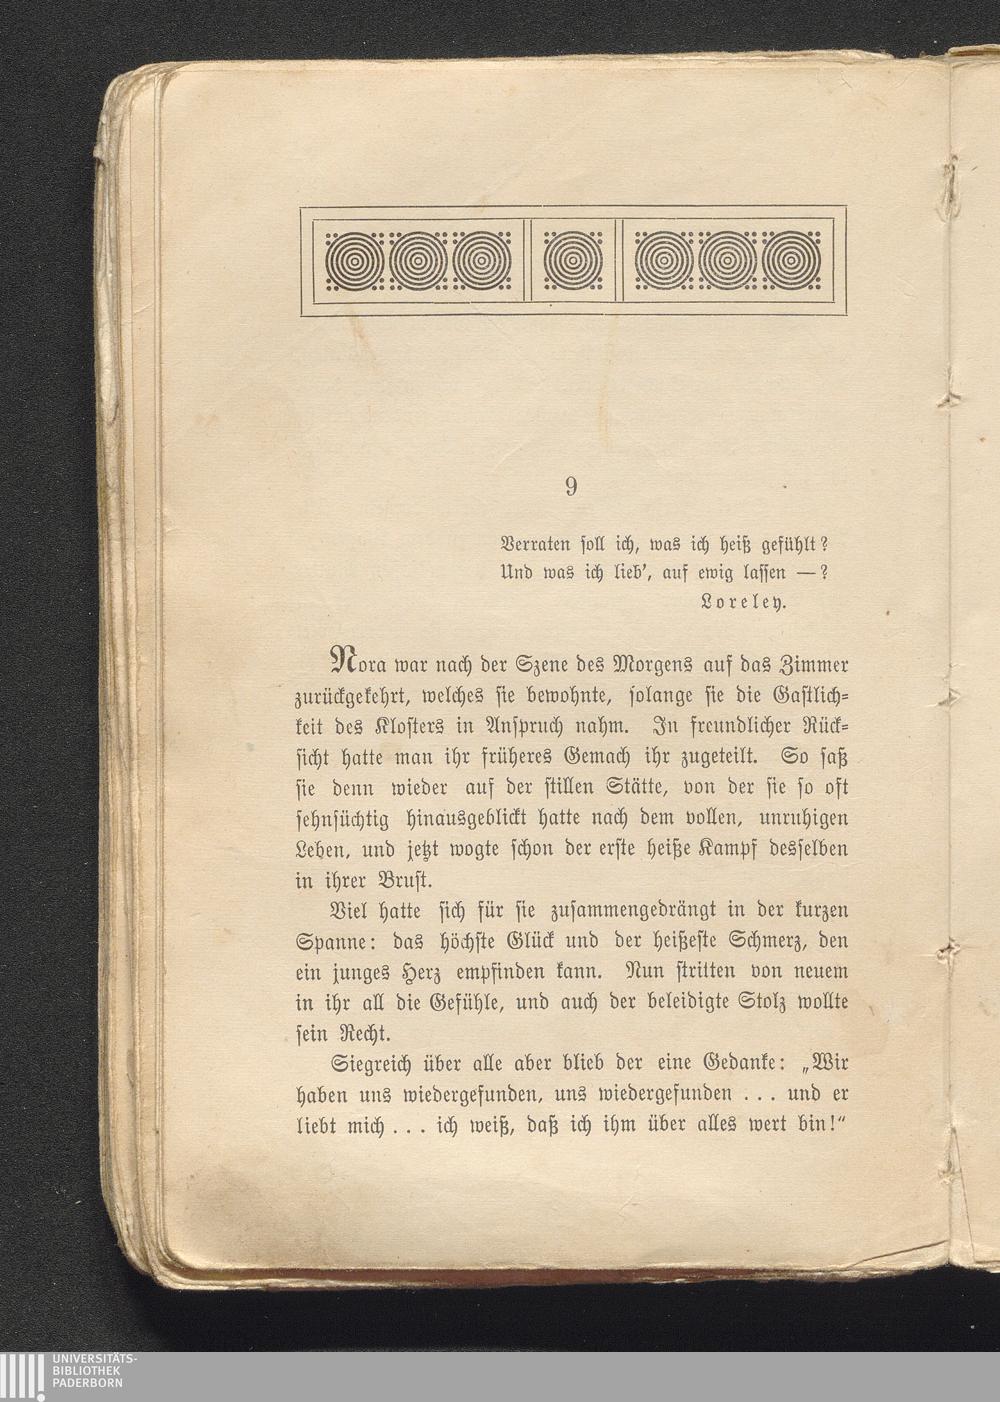 9
Verraten soll ich, was ich heiß gefühlt?
Und was ich lieb', auf ewig lassen —?
Loreley.
Nora war nach der Szene des Morgens auf das Zimmer
zurückgekehrt, welches sie bewohnte, solange sie die Gastlich=
keit des Klosters in Anspruch nahm. In freundlicher Rück=
sicht hatte man ihr früheres Gemach ihr zugeteilt. So saß
sie denn wieder auf der stillen Stätte, von der sie so oft
sehnsüchtig hinausgeblickt hatte nach dem vollen, unruhigen
Leben, und jetzt wogte schon der erste heiße Kampf desselben
in ihrer Brust.
Viel hatte sich für sie zusammengedrängt in der kurzen
Spanne: das höchste Glück und der heißeste Schmerz, den
ein junges Herz empfinden kann. Nun stritten von neuem
in ihr all die Gefühle, und auch der beleidigte Stolz wollte
sein Recht.
Siegreich über alle aber blieb der eine Gedanke: „Wir
haben uns wiedergefunden, uns wiedergefunden . . . und er
liebt mich . . . ich weiß, daß ich ihm über alles wert bin!“
UNIVERSITÄTS-
BIBLIOTHEK
PADERBORN